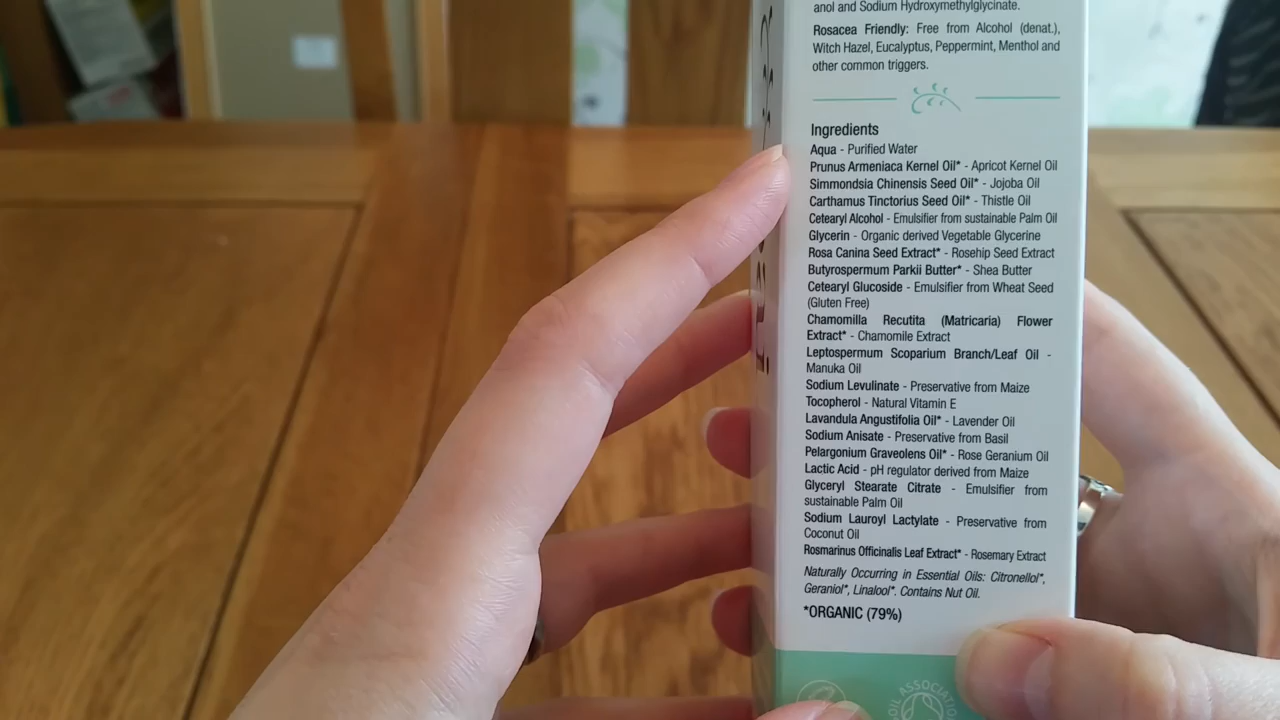 anol and Sodium Hydroxymethylglycinate.
Rosacea Friendly: Free from Alcohol (denat.),
Witch Hazel, Eucalyptus, Peppermint, Menthol and
other common triggers.
Ingredients
Aqua - Purified Water
Prunus Armeniaca Kernel Oil* - Apricot Kernel Oil
Simmondsia Chinensis Seed Oil* - Jojoba Oil
Carthamus Tinctorius Seed Oil* - Thistle Oil
Cetearyl Alcohol - Emulsifier from sustainable Palm Oil
Glycerin - Organic derived Vegetable Glycerine
Rosa Canina Seed Extract* - Rosehip Seed Extract
Butyrospermum Parkii Butter* - Shea Butter
Cetearyl Glucoside - Emulsifier from Wheat Seed
(Gluten Free)
Chamomilla Recutita (Matricaria) Flower
Extract* - Chamomile Extract
Leptospermum Scoparium Branch/Leaf Oil -
Manuka Oil
Sodium Levulinate - Preservative from Maize
Tocopherol - Natural Vitamin E
Lavandula Angustifolia Oil* - Lavender Oil
Sodium Anisate - Preservative from Basil
Pelargonium Graveolens Oil* - Rose Geranium Oil
Lactic Acid - pH regulator derived from Maize
Glyceryl Stearate Citrate - Emulsifier from
sustainable Palm Oil
Sodium Lauroyl Lactylate - Preservative from
Coconut Oil
Rosmarinus Officinalis Leaf Extract* - Rosemary Extract
Naturally Occurring in Essential Oils: Citronellol*,
Geraniol*, Linalool*. Contains Nut Oil.
*ORGANIC (79%)